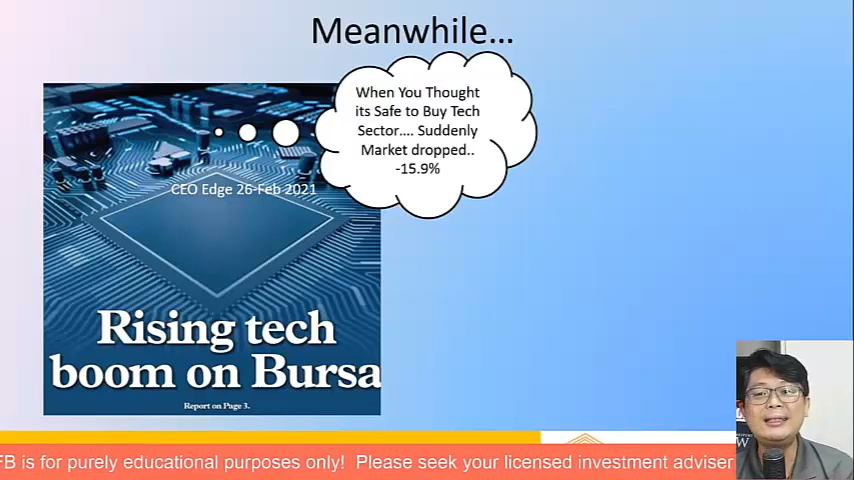 Meanwhile...
When You Thought
its Safe to Buy Tech
Sector.... Suddenly
Market dropped..
-15.9%
CEO Edge 26-Feb 2021
Rising tech
boom on Bursa
Report on Page 3.
FB is for purely educational purposes only! Please seek your licensed investment adviser
W